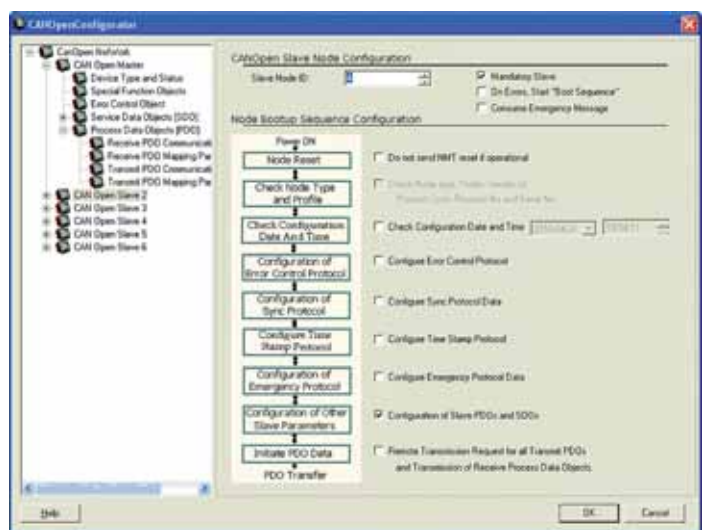 CANOpenConfigurator
CanOpen Network
CAN Open Master
Device Type and Status
Special Function Objects
Error Control Object
Service Data Objects (SDO)
Process Data Objects (PDO)
Receive PDO Communicati
Receive PDO Mapping Pa
Transmit PDO Communicati
Transmit PDO Mapping Pa
CAN Open Slave 2
CAN Open Slave 3
CAN Open Slave 4
CAN Open Slave 5
CAN Open Slave 6
CANOpen Slave Node Configuration
Slave Node ID:
Mandatory Slave
On Errors, Start "Boot Sequence"
Consume Emergency Message
Node Bootup Sequence Configuration
Power ON
Node Reset
Do not send NMT reset if operational
Check Node Type
and Profile
Check Configuration
Date And Time
Check Configuration Date and Time
Configuration of
Error Control Protocol
Configure Error Control Protocol
Configuration of
Sync Protocol
Configure Sync Protocol Data
Configure Time
Stamp Protocol
Configure Time Stamp Protocol
Configuration of
Emergency Protocol
Configure Emergency Protocol Data
Configuration of Other
Slave Parameters
Configuration of Slave PDOs and SDOs
Initiate PDO Data
Remote Transmission Request for all Transmit PDOs
and Transmission of Receive Process Data Objects.
PDO Transfer
Help
OK
Cancel